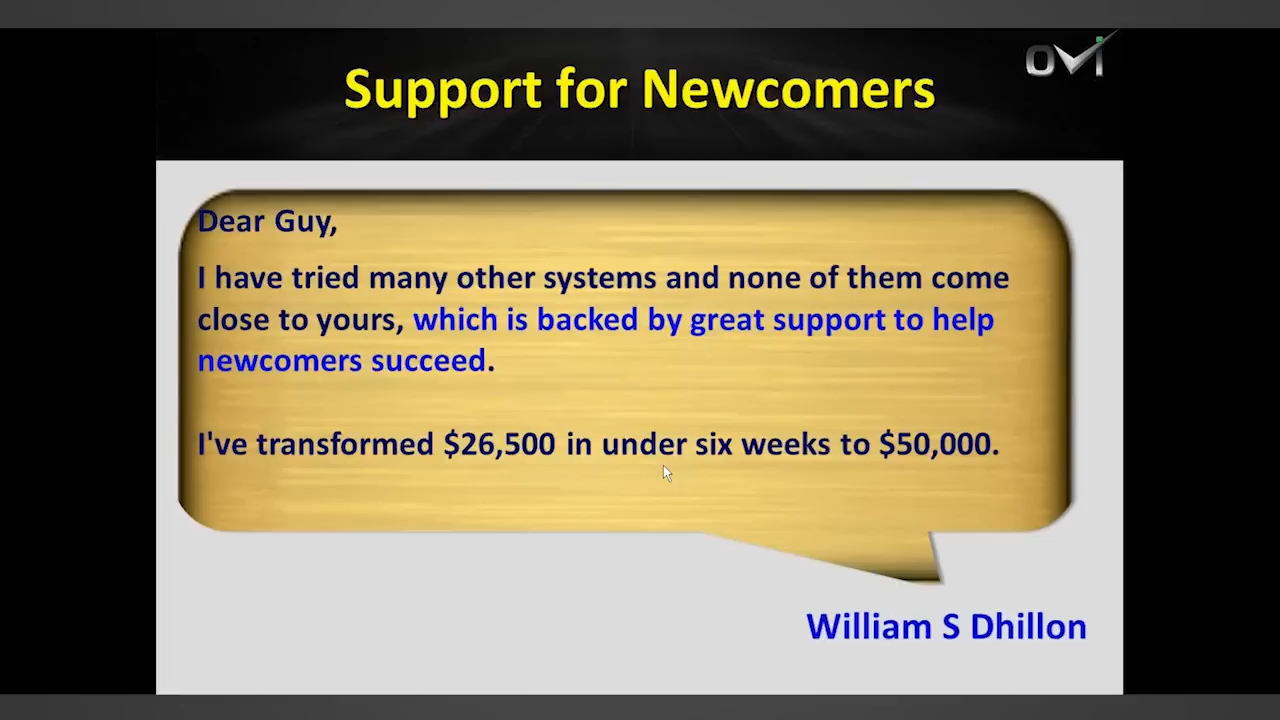 Support for Newcomers
OVI
Dear Guy,
I have tried many other systems and none of them come
close to yours, which is backed by great support to help
newcomers succeed.
I've transformed $26,500 in under six weeks to $50,000.
William S Dhillon